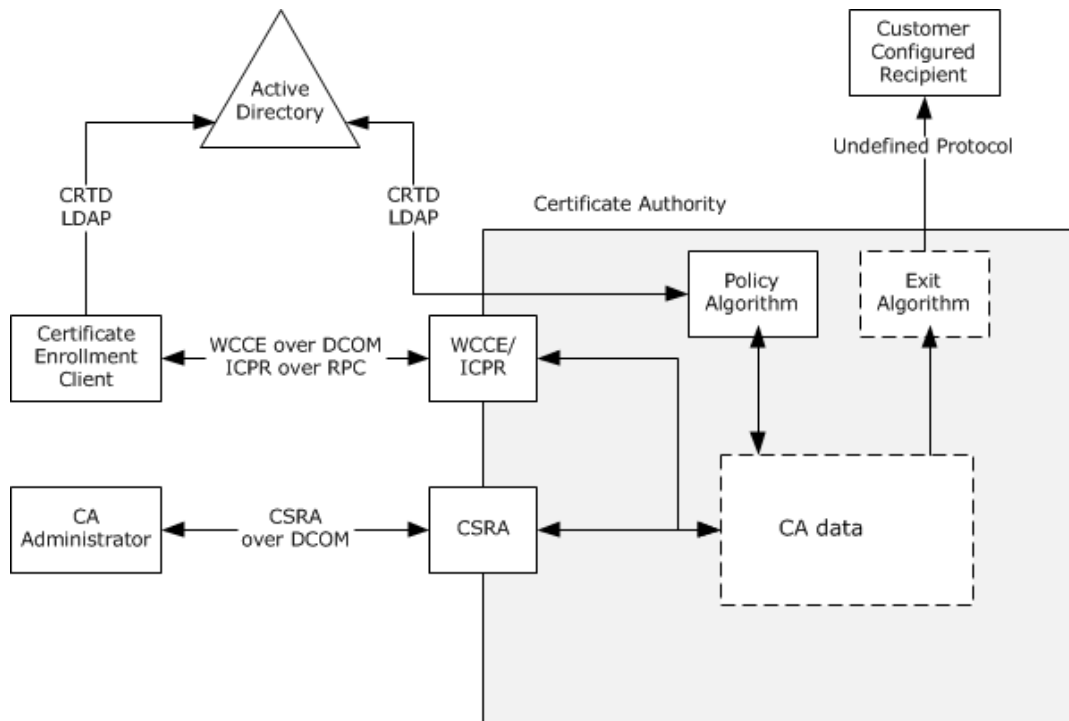 Active
Directory
Customer
Configured
Recipient
Undefined Protocol
CRTD
LDAP
CRTD
LDAP
Certificate Authority
Policy
Algorithm
Exit
Algorithm
Certificate
Enrollment
Client
WCCE over DCOM
ICPR over RPC
WCCE/
ICPR
CA
Administrator
CSRA
over DCOM
CSRA
CA data